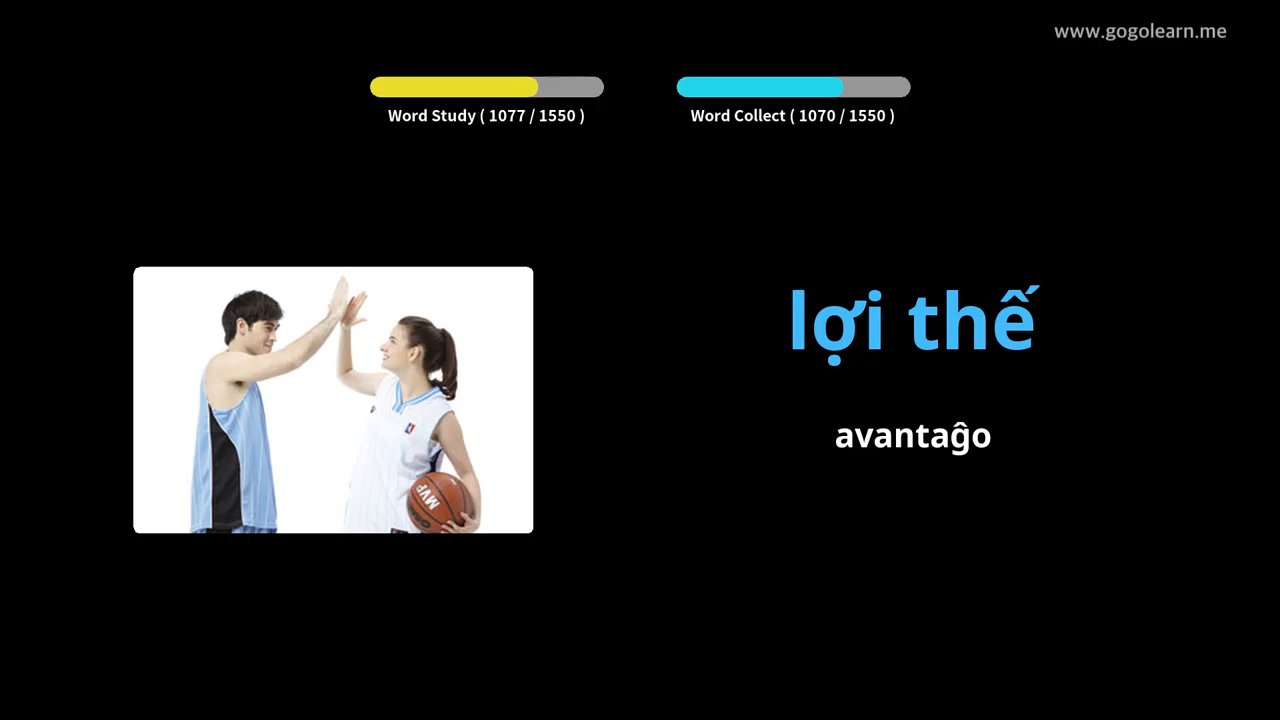 www.gogolearn.me
Word Study ( 1077 / 1550 )
Word Collect ( 1070 / 1550 )
lợi thế
avantaĝo
MVP